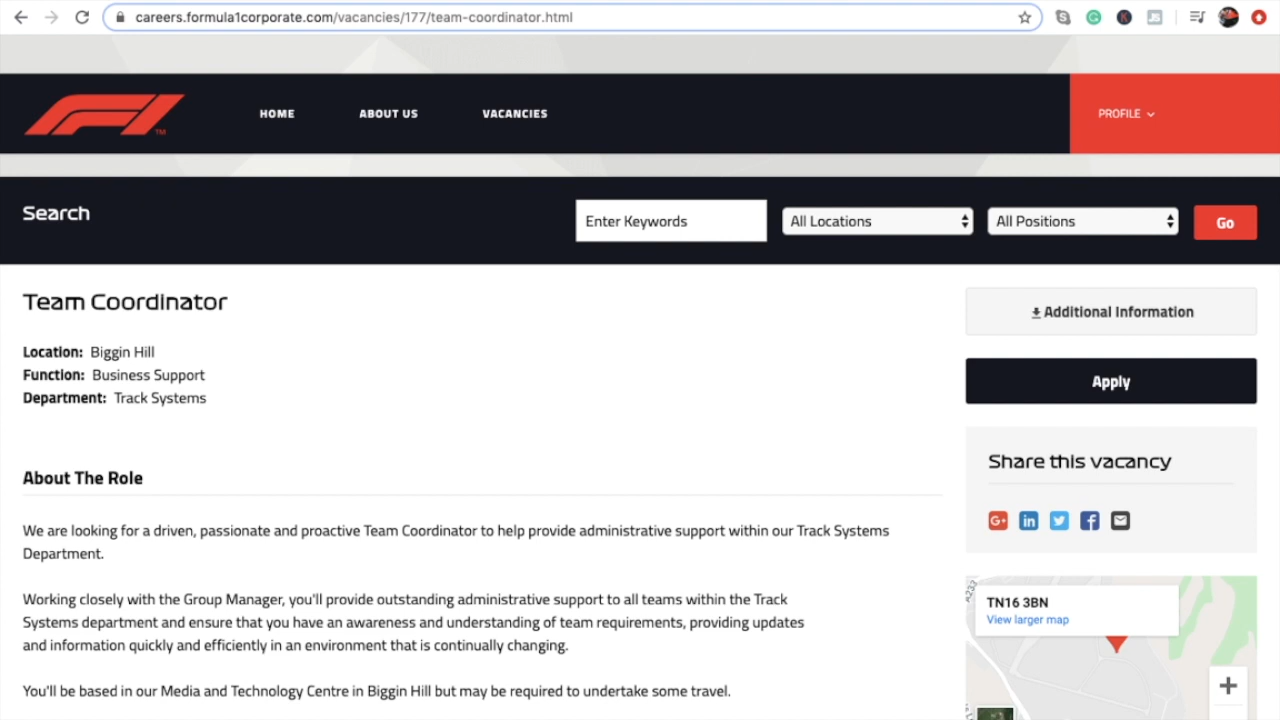 careers.formula1corporate.com/vacancies/177/team-coordinator.html
F1 TM
HOME
ABOUT US
VACANCIES
PROFILE
Search
Enter Keywords
All Locations
All Positions
Go
Team Coordinator
Location: Biggin Hill
Function: Business Support
Department: Track Systems
About The Role
We are looking for a driven, passionate and proactive Team Coordinator to help provide administrative support within our Track Systems
Department.
Working closely with the Group Manager, you'll provide outstanding administrative support to all teams within the Track
Systems department and ensure that you have an awareness and understanding of team requirements, providing updates
and information quickly and efficiently in an environment that is continually changing.
You'll be based in our Media and Technology Centre in Biggin Hill but may be required to undertake some travel.
Additional Information
Apply
Share this vacancy
G+ in f
A233
TN16 3BN
View larger map
+